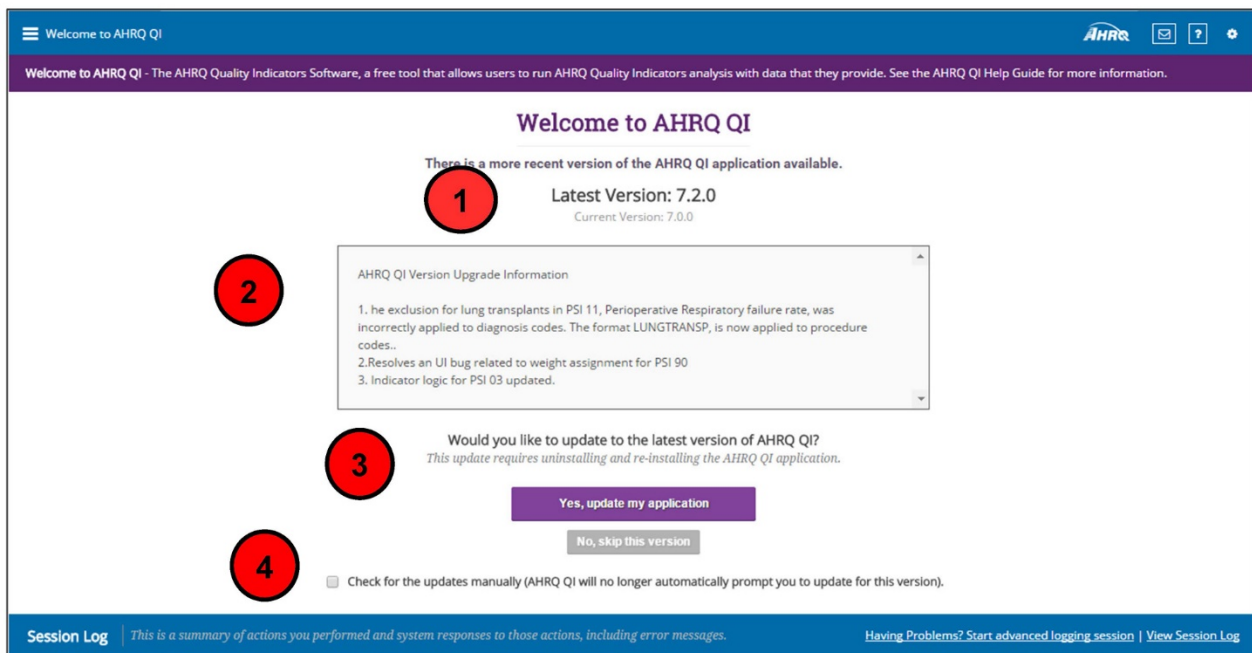 Welcome to AHRQ QI
AHRQ
?
Welcome to AHRQ QI - The AHRQ Quality Indicators Software, a free tool that allows users to run AHRQ Quality Indicators analysis with data that they provide. See the AHRQ QI Help Guide for more information.
Welcome to AHRQ QI
There is a more recent version of the AHRQ QI application available.
1
Latest Version: 7.2.0
Current Version: 7.0.0
2
AHRQ QI Version Upgrade Information
1. he exclusion for lung transplants in PSI 11, Perioperative Respiratory failure rate, was
incorrectly applied to diagnosis codes. The format LUNGTRANSP, is now applied to procedure
codes..
2.Resolves an UI bug related to weight assignment for PSI 90
3. Indicator logic for PSI 03 updated.
3
Would you like to update to the latest version of AHRQ QI?
This update requires uninstalling and re-installing the AHRQ QI application.
Yes, update my application
No, skip this version
4
Check for the updates manually (AHRQ QI will no longer automatically prompt you to update for this version).
Session Log
This is a summary of actions you performed and system responses to those actions, including error messages.
Having Problems? Start advanced logging session | View Session Log